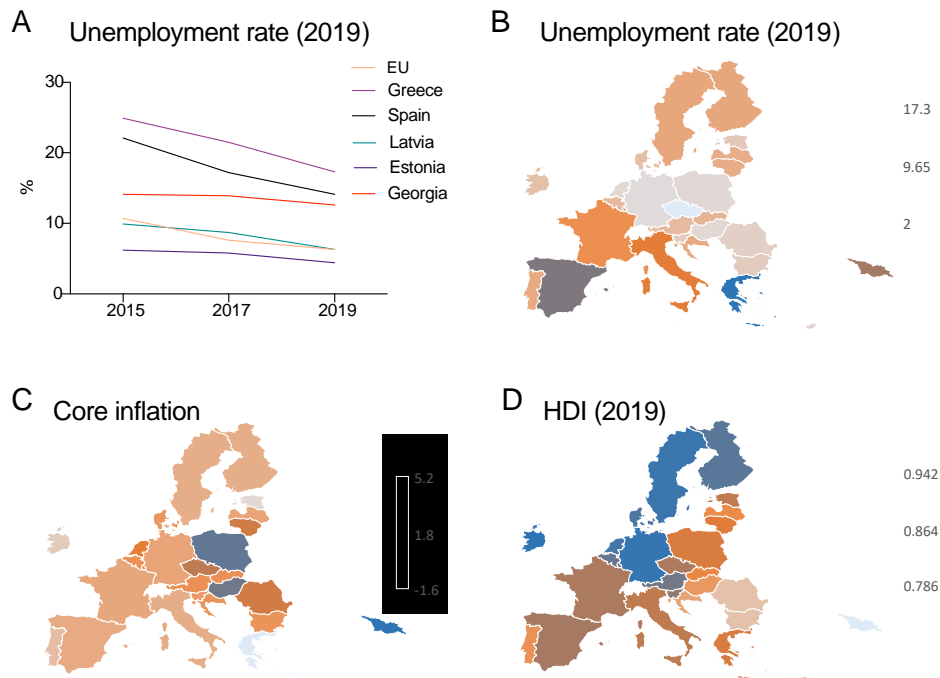 A
Unemployment rate (2019)
30
20
10
0
%
2015
2017
2019
EU
Greece
Spain
Latvia
Estonia
Georgia
B
Unemployment rate (2019)
17.3
9.65
2
C
Core inflation
5.2
1.8
-1.6
D
HDI (2019)
0.942
0.864
0.786